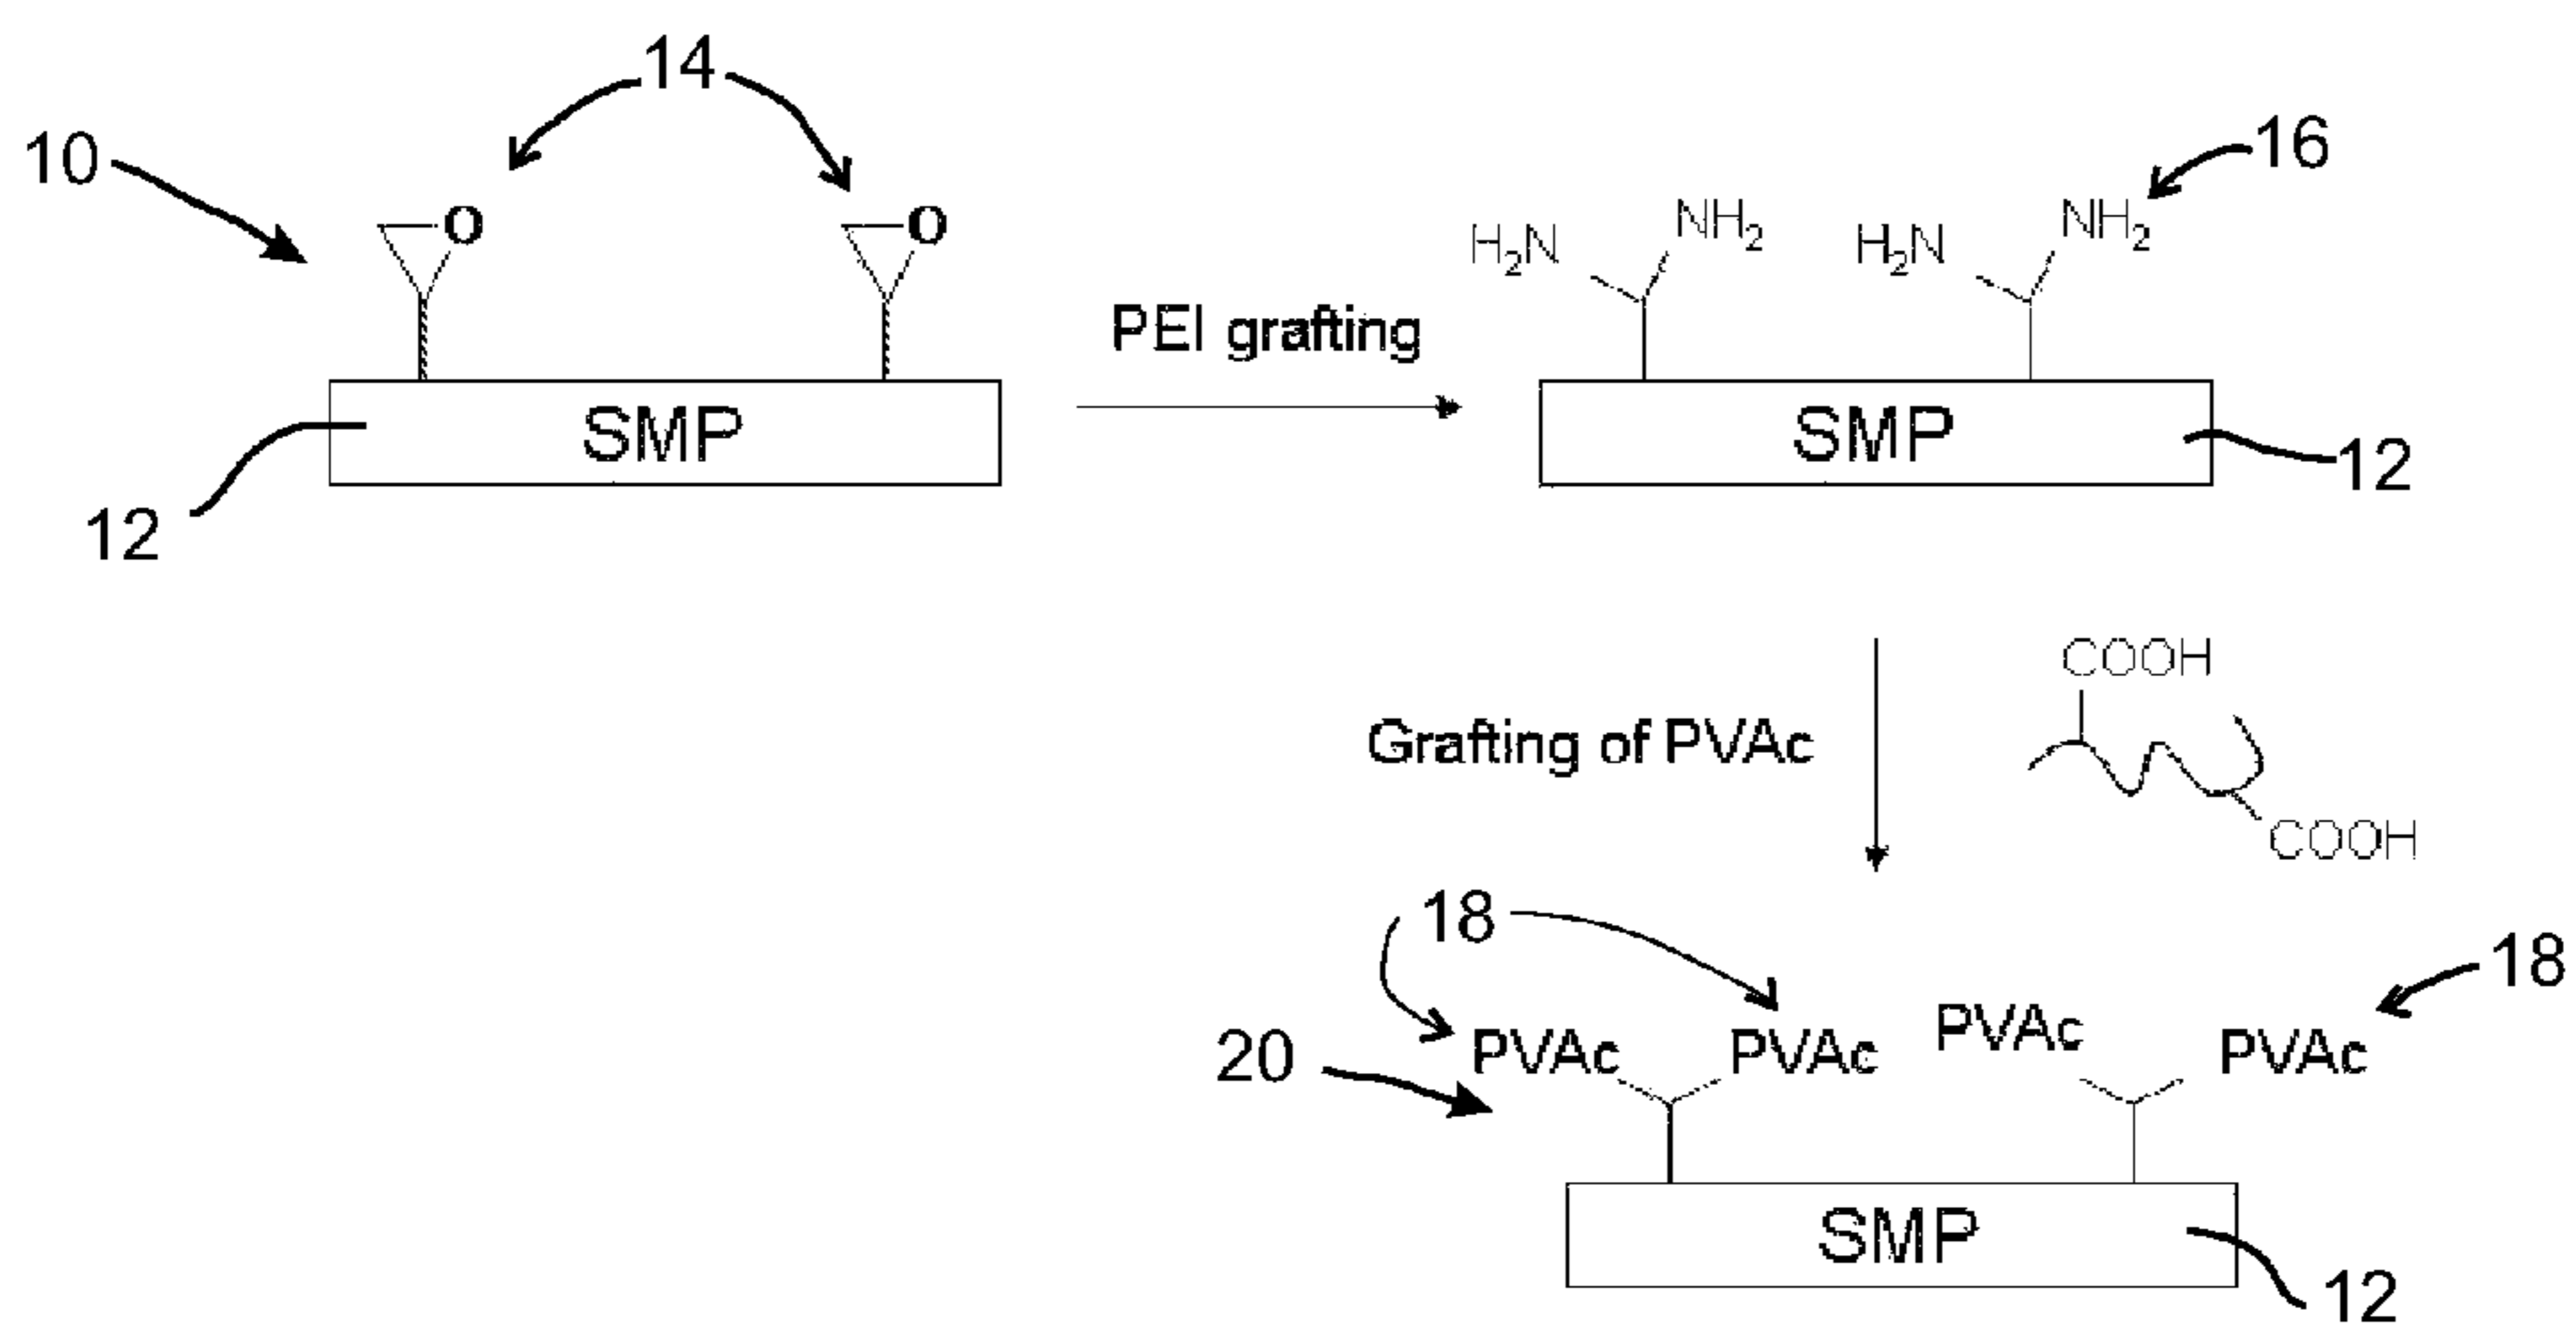 14
10
16
O
O
H2N
NH2
H2N
NH2
PEI grafting
SMP
SMP
12
12
COOH
Grafting of PVAc
COOH
18
18
20
PVAc
PVAc
PVAc
PVAc
SMP
12